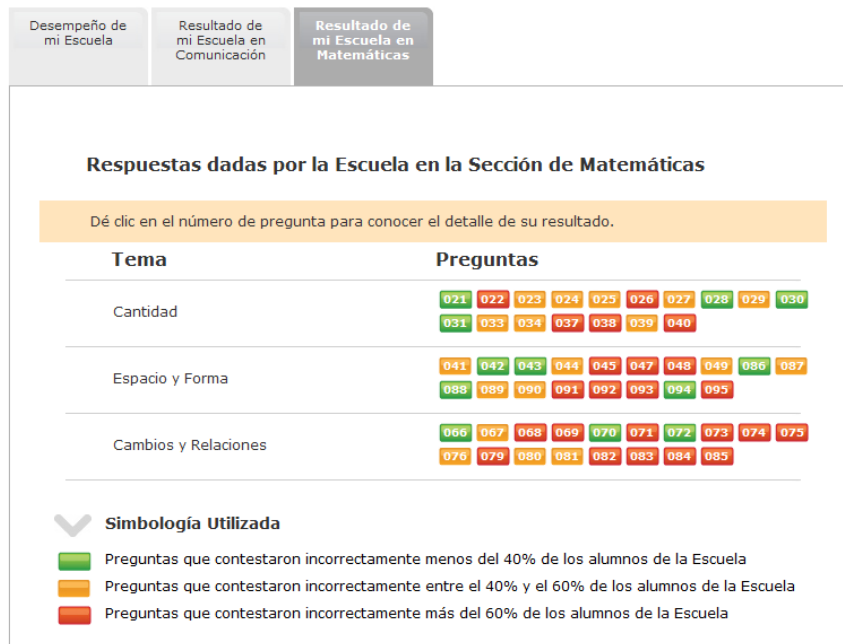 Desempeño de
mi Escuela
Resultado de
mi Escuela en
Comunicación
Resultado de
mi Escuela en
Matemáticas
Respuestas dadas por la Escuela en la Sección de Matemáticas
Dé clic en el número de pregunta para conocer el detalle de su resultado.
Tema Preguntas
Cantidad
021 022 023 024 025 026 027 028 029 030
031 033 034 037 038 039 040
Espacio y Forma
041 042 043 044 045 047 048 049 086 087
088 089 090 091 092 093 094 095
Cambios y Relaciones
066 067 068 069 070 071 072 073 074 075
076 079 080 081 082 083 084 085
Simbología Utilizada
Preguntas que contestaron incorrectamente menos del 40% de los alumnos de la Escuela
Preguntas que contestaron incorrectamente entre el 40% y el 60% de los alumnos de la Escuela
Preguntas que contestaron incorrectamente más del 60% de los alumnos de la Escuela